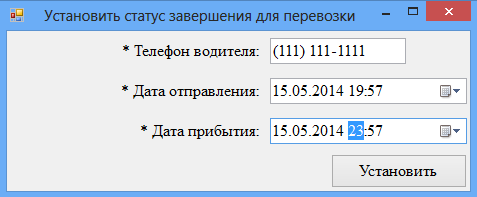 Установить статус завершения для перевозки
* Телефон водителя: (111) 111-1111
* Дата отправления: 15.05.2014 19:57
* Дата прибытия: 15.05.2014 23:57
Установить